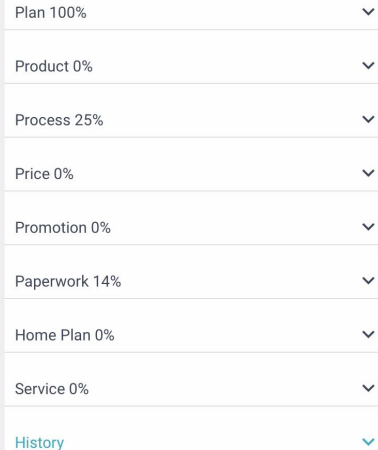 Plan 100%
Product 0%
Process 25%
Price 0%
Promotion 0%
Paperwork 14%
Home Plan 0%
Service 0%
History